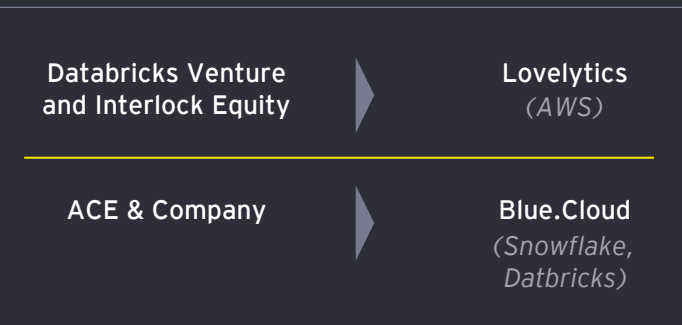 Databricks Venture
and Interlock Equity
Lovelytics
(AWS)
ACE & Company
Blue.Cloud
(Snowflake,
Datbricks)